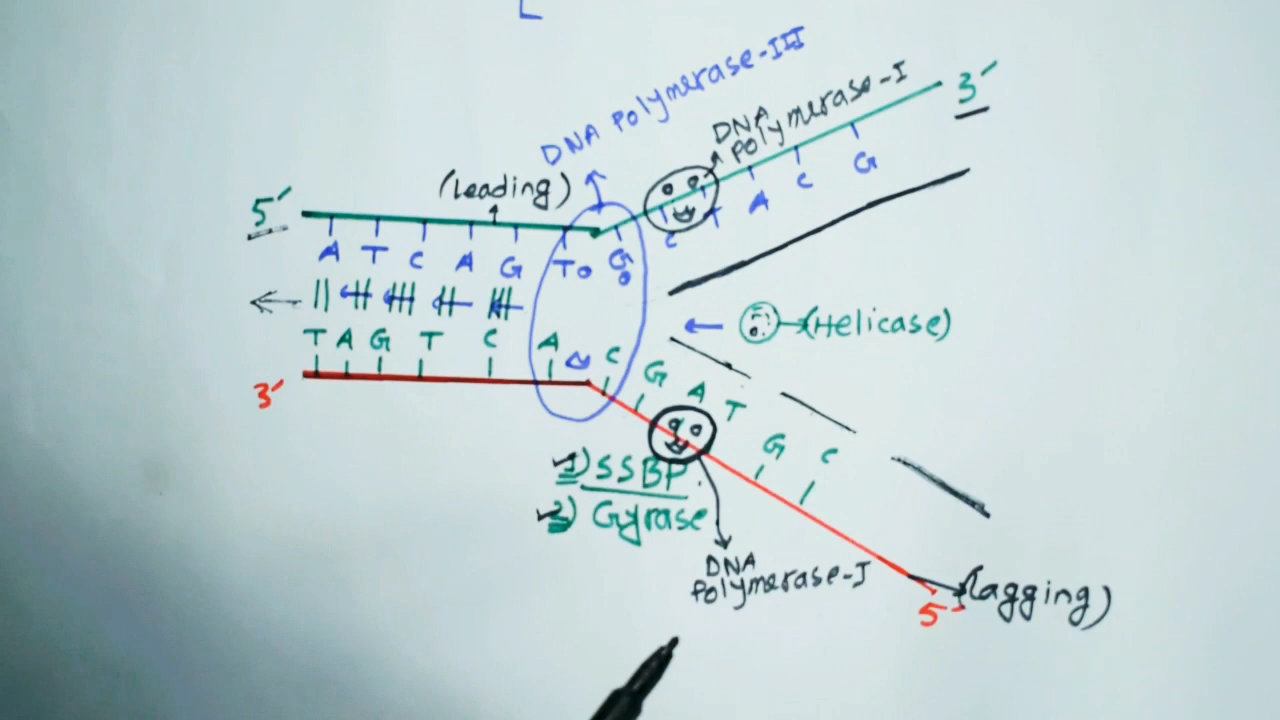 DNA Polymerase-III
DNA
Polymerase-I
3′
(Leading)
5′
A T C A G T G C T A C G
T A G T C A C G A T G C
(Helicase)
3′
1) SSBP
2) Gyrase
DNA
Polymerase-I
(lagging)
5′